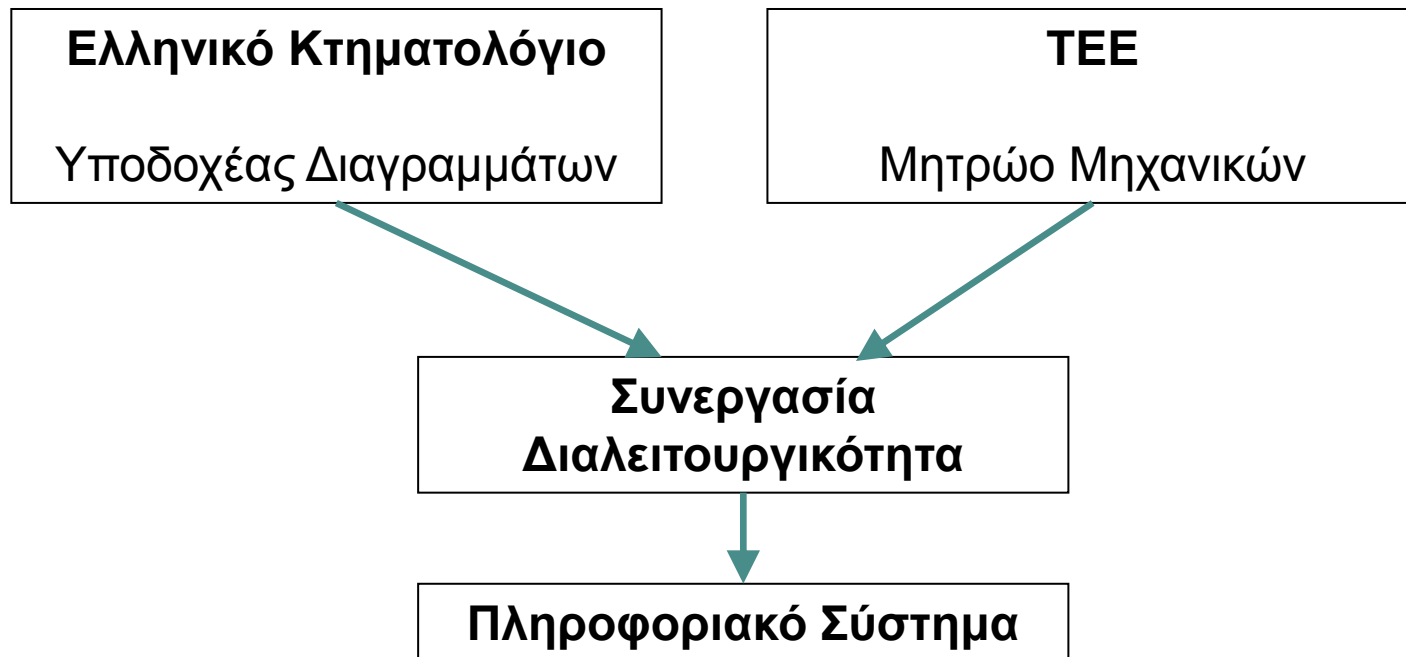 Ελληνικό Κτηματολόγιο
Υποδοχέας Διαγραμμάτων
ΤΕΕ
Μητρώο Μηχανικών
Συνεργασία
Διαλειτουργικότητα
Πληροφοριακό Σύστημα